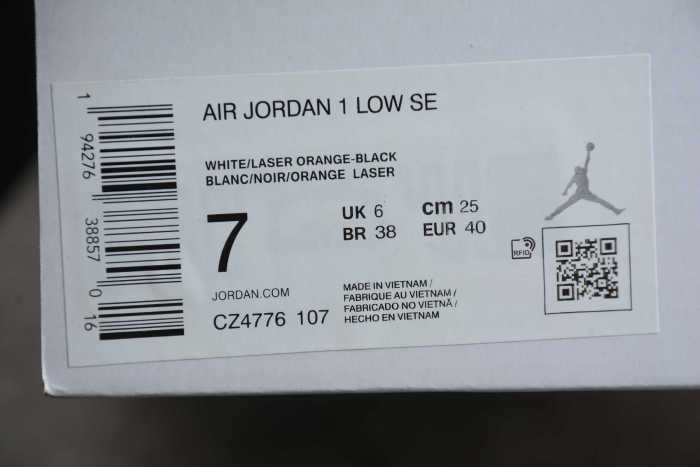 AIR JORDAN 1 LOW SE
WHITE/LASER ORANGE-BLACK
BLANC/NOIR/ORANGE LASER
7
UK 6 cm 25
BR 38 EUR 40
RFID
JORDAN.COM
CZ4776 107
MADE IN VIETNAM/
FABRIQUE AU VIETNAM/
FABRICADO NO VIETNÃ/
HECHO EN VIETNAM
1 94276 38857 0 16